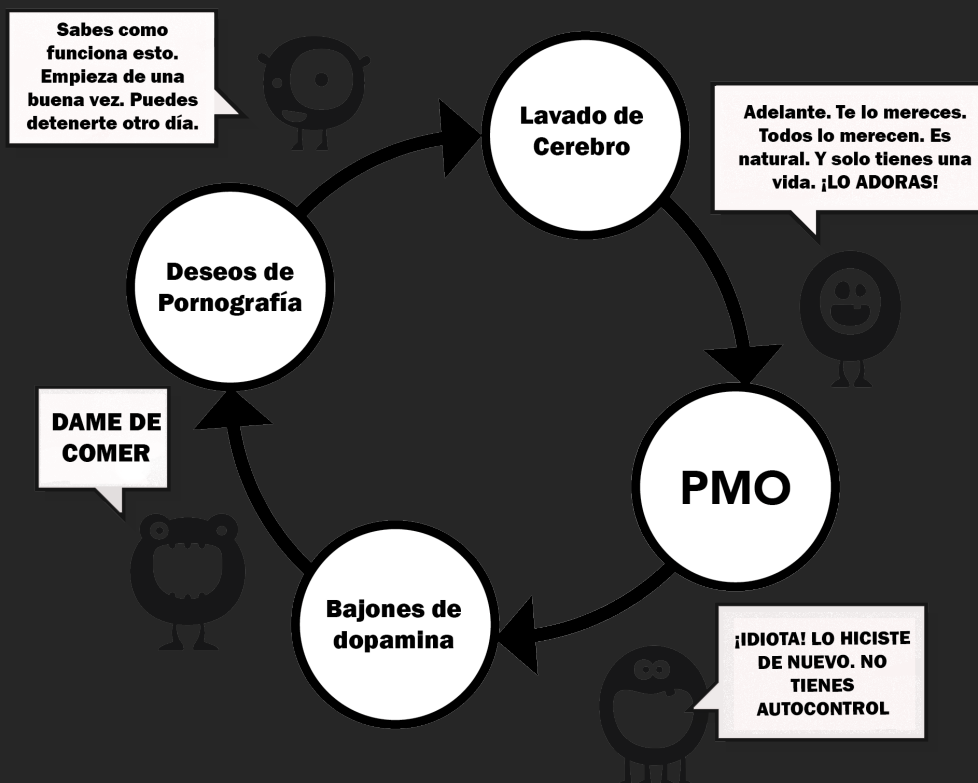 Sabes como
funciona esto.
Empieza de una
buena vez. Puedes
detenerte otro día.
Lavado de
Cerebro
Adelante. Te lo mereces.
Todos lo merecen. Es
natural. Y solo tienes una
vida. ¡LO ADORAS!
Deseos de
Pornografía
DAME DE
COMER
PMO
Bajones de
dopamina
¡IDIOTA! LO HICISTE
DE NUEVO. NO
TIENES
AUTOCONTROL